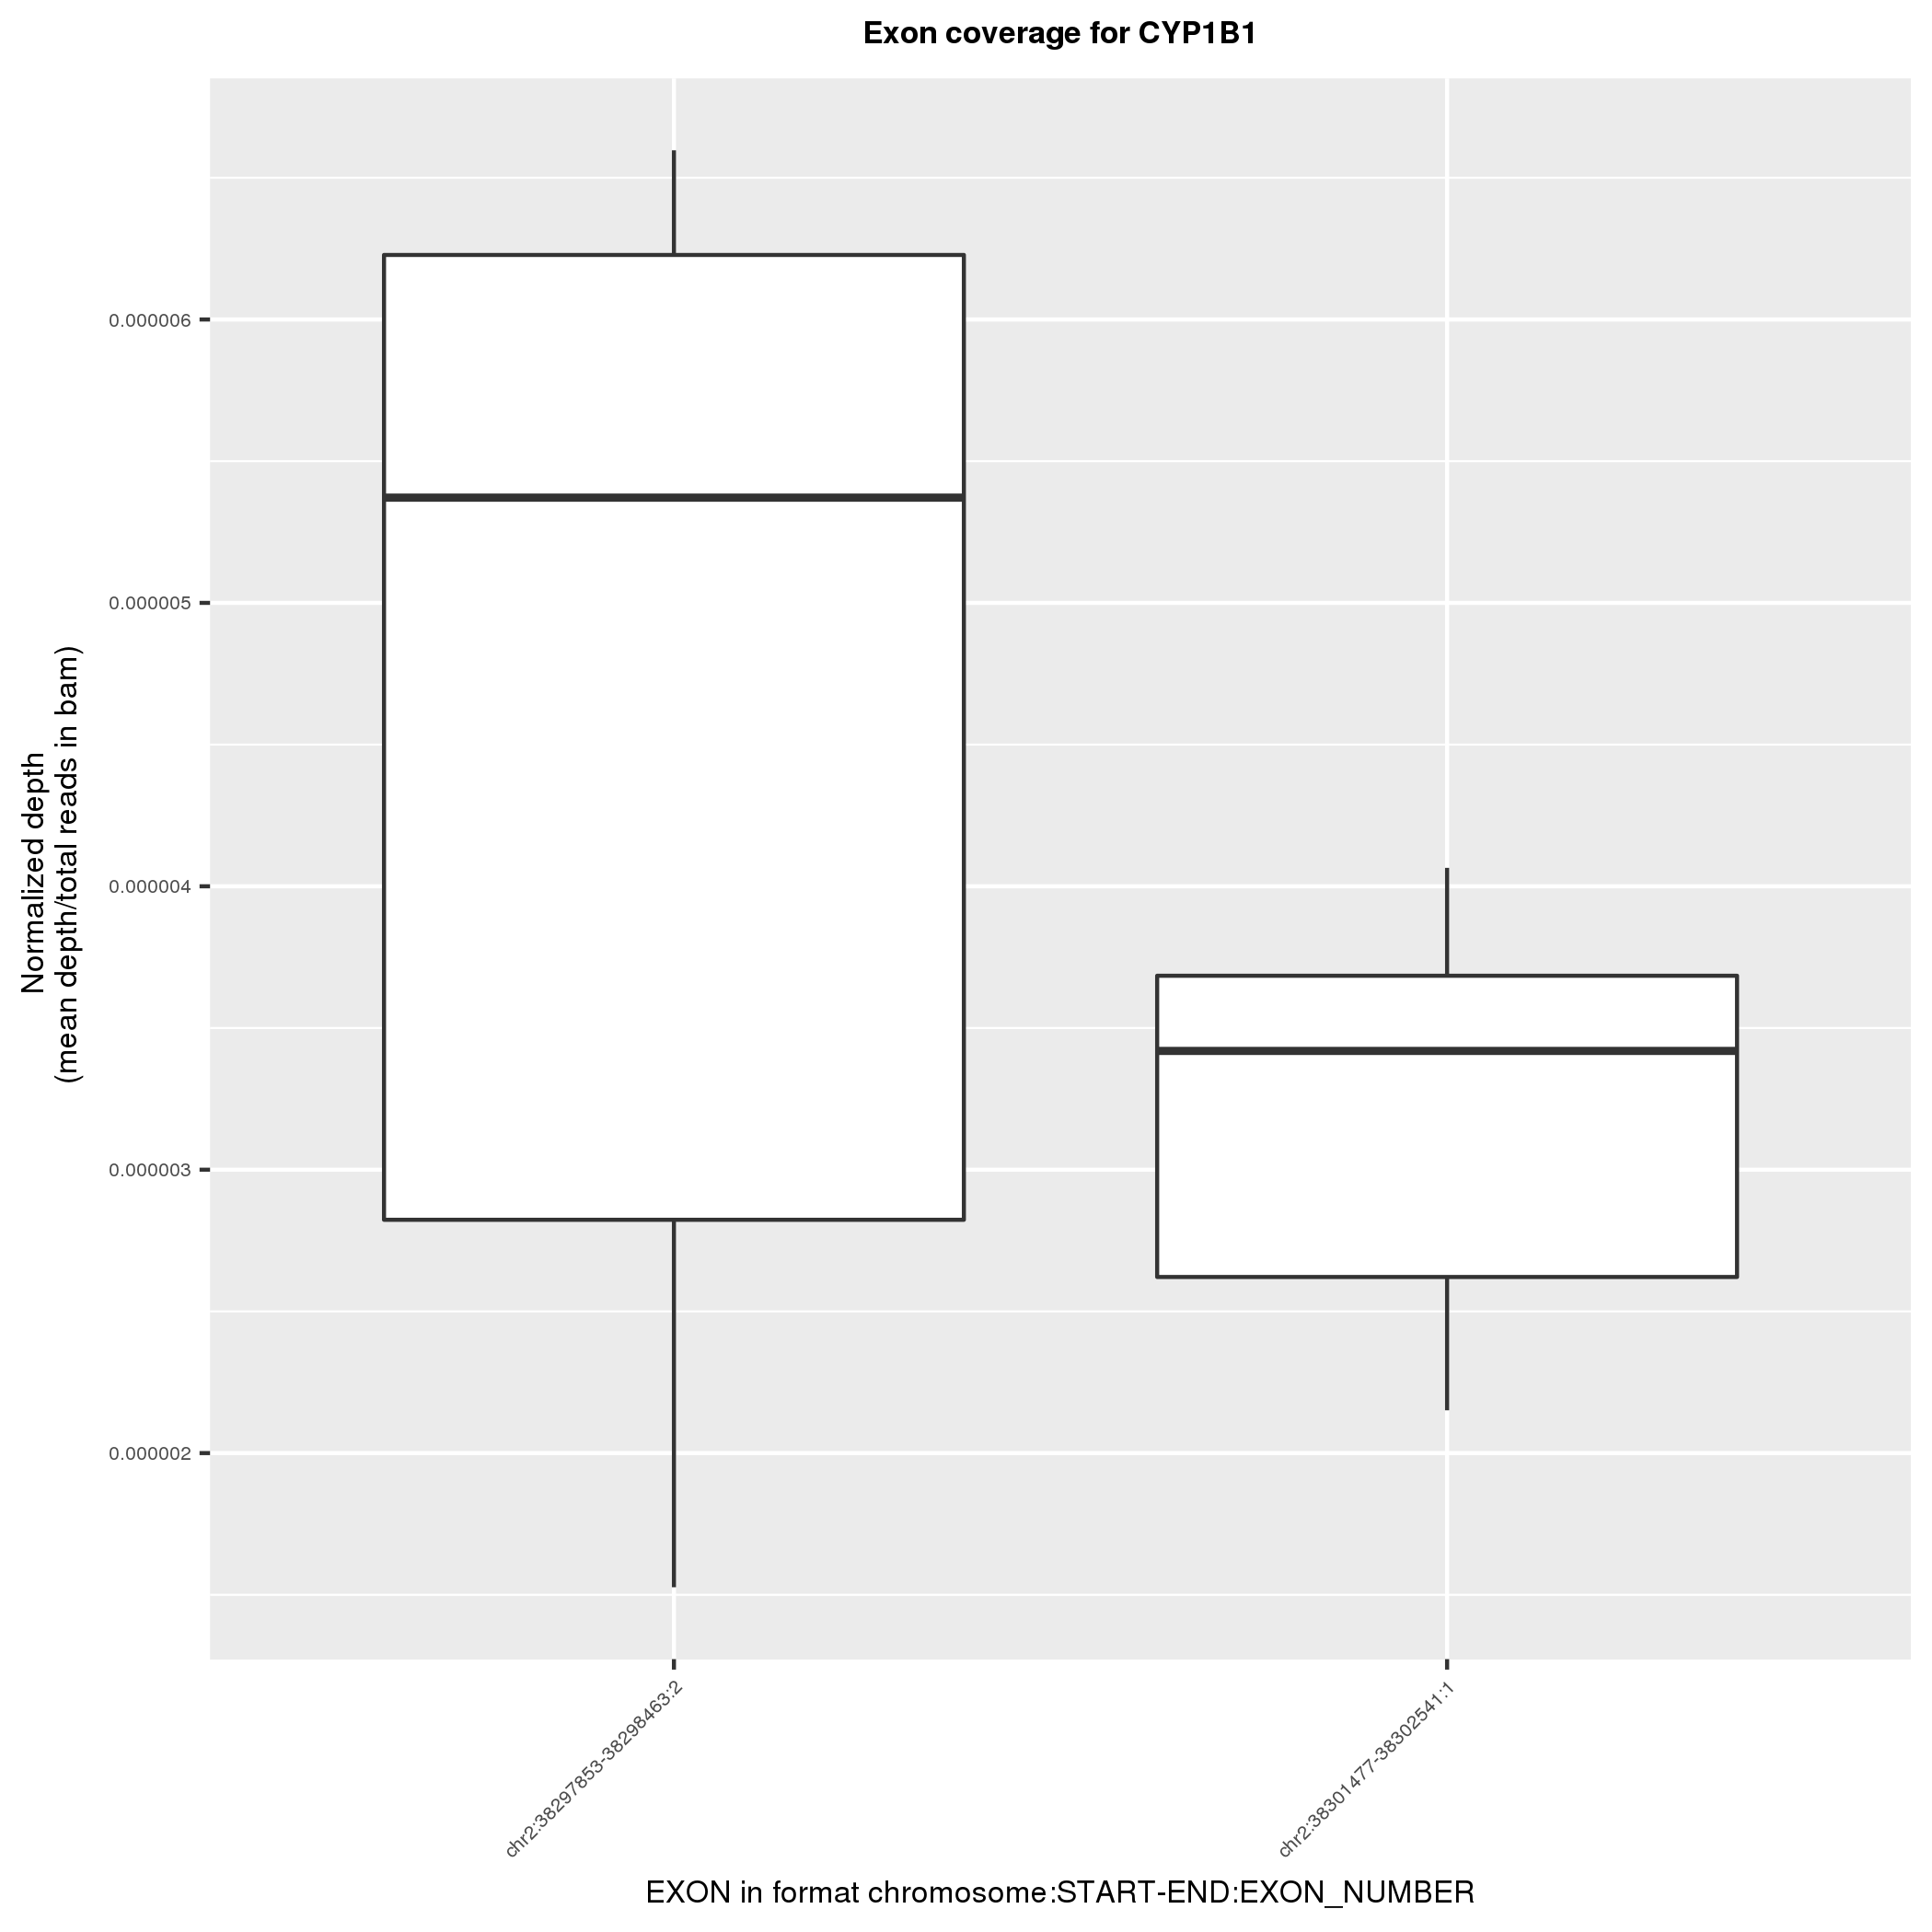 Exon coverage for CYP1B1
Normalized depth
(mean depth/total reads in bam)
0.000006
0.000005
0.000004
0.000003
0.000002
chr2:38297853-38298463:2
chr2:38301477-38302541:1
EXON in format chromosome:START-END:EXON_NUMBER